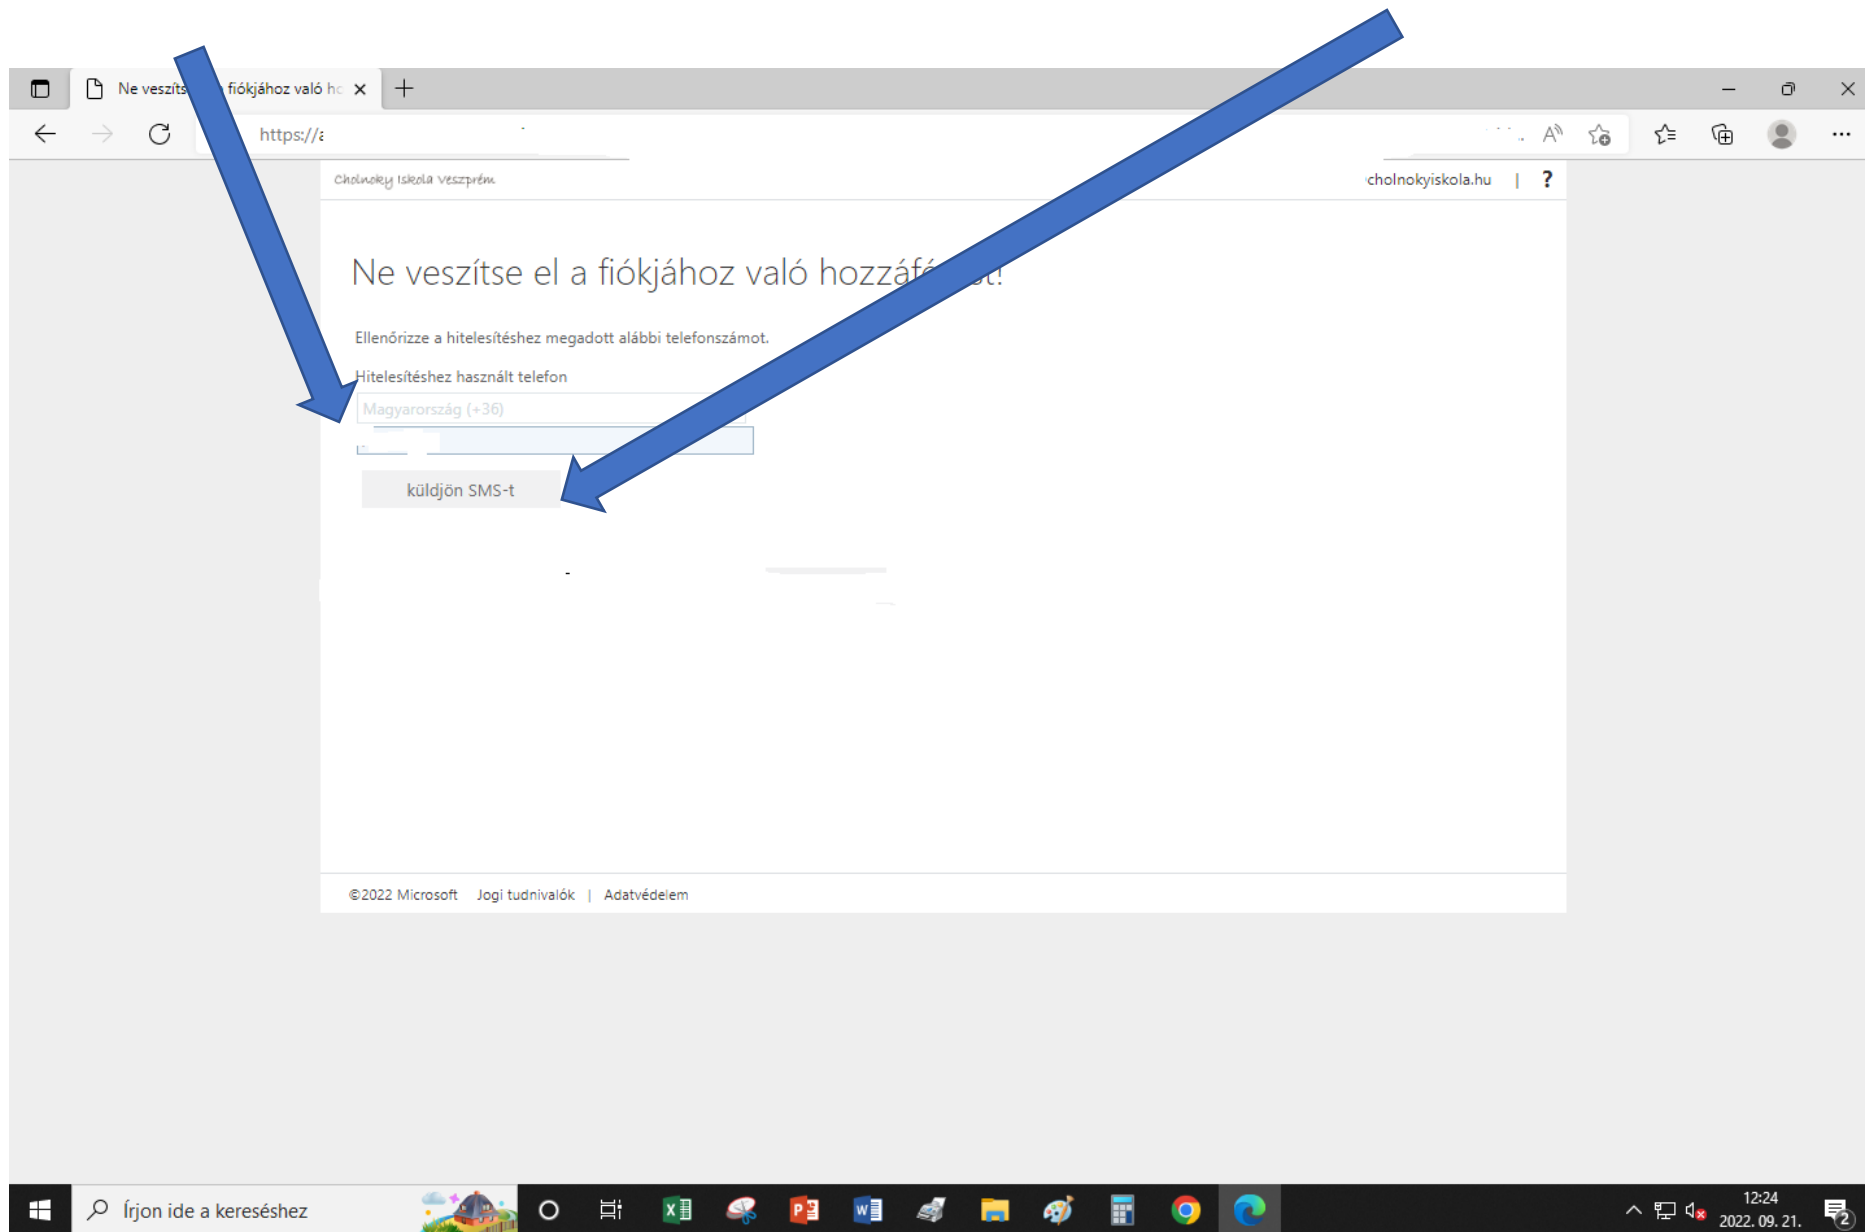 Ne veszíts fiókjához való
https://
Cholnoky Iskola Veszprém
cholnokyiskola.hu | ?
Ne veszítse el a fiókjához való
Ellenőrizze a hitelesítéshez megadott alábbi telefonszámot.
Hitelesítéshez használt telefon
Magyarország (+36)
küldjön SMS-t
©2022 Microsoft Jogi tudnivalók | Adatvédelem
Írjon ide a kereséshez
12:24
2022. 09. 21.
2